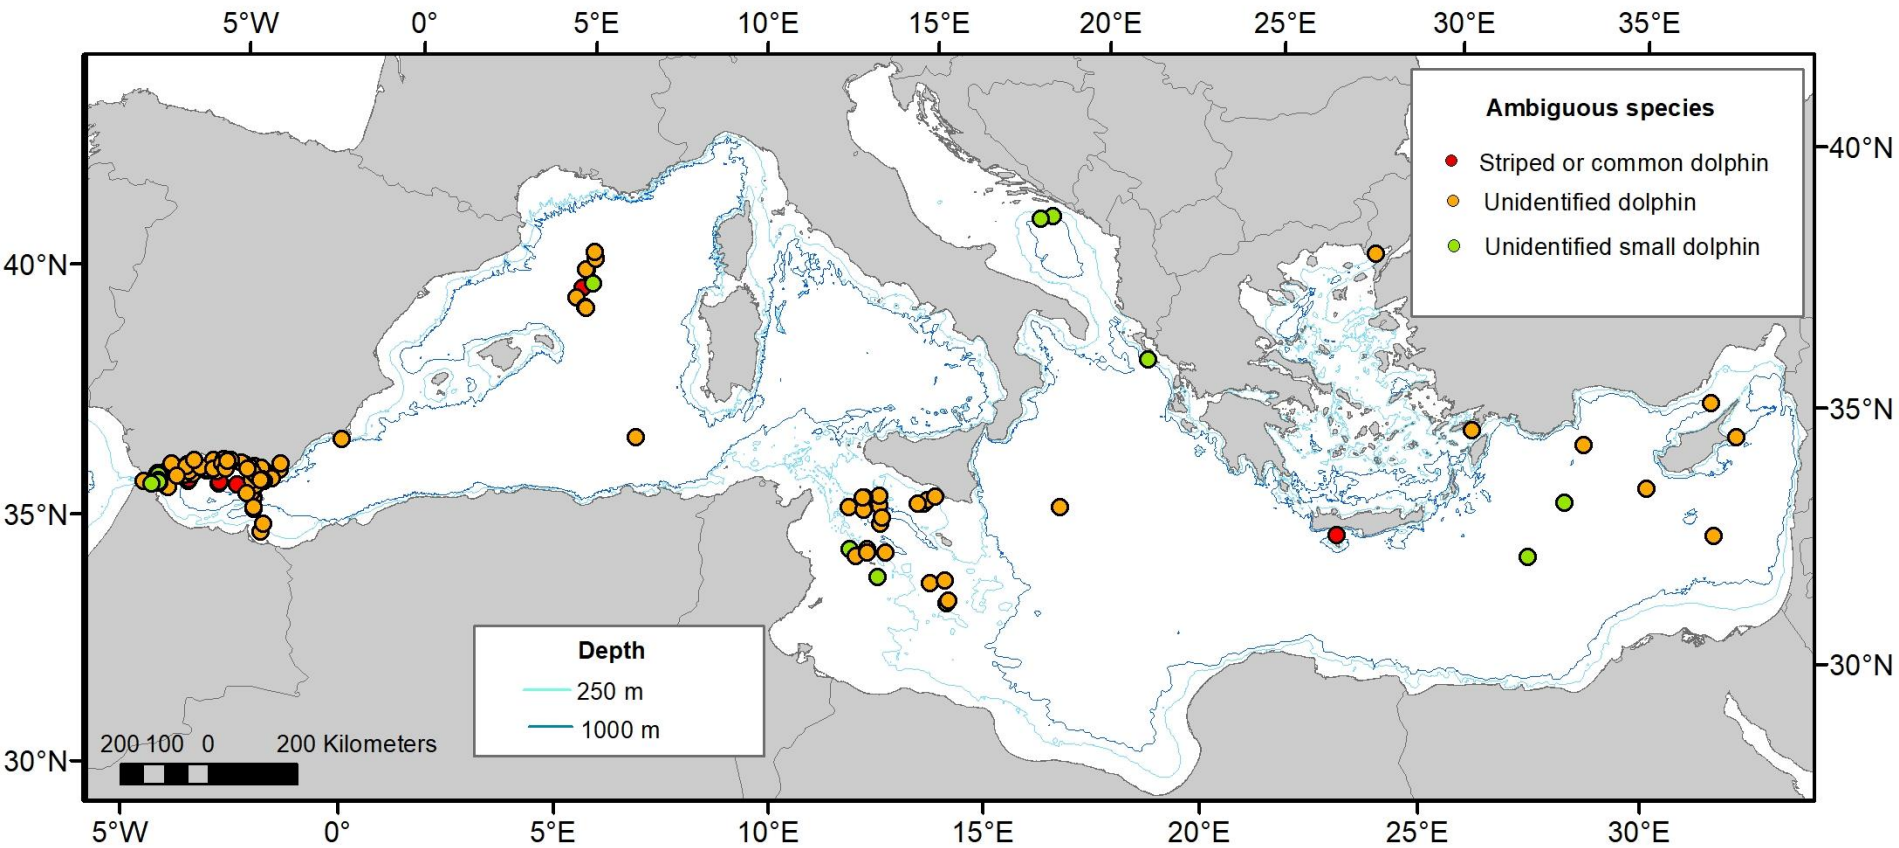 5°W 0° 5°E 10°E 15°E 20°E 25°E 30°E 35°E
Ambiguous species
Striped or common dolphin
Unidentified dolphin
Unidentified small dolphin
40°N
40°N
35°N
35°N
30°N
30°N
Depth
250 m
1000 m
200 100 0 200 Kilometers
5°W 0° 5°E 10°E 15°E 20°E 25°E 30°E